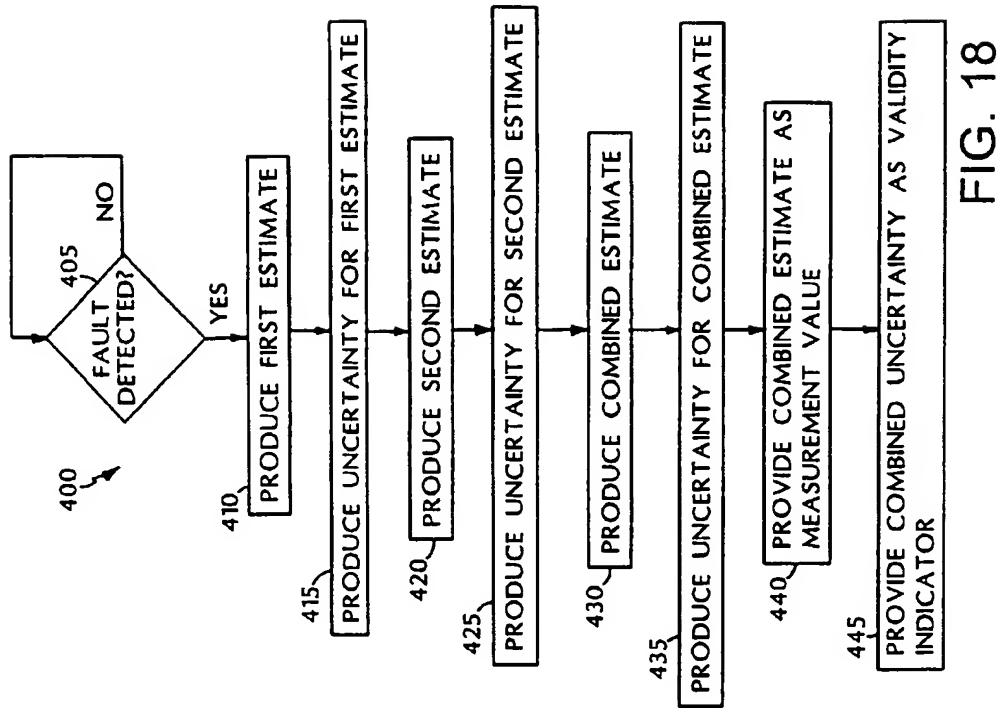 400
FAULT
DETECTED?
405
NO
YES
410
PRODUCE FIRST ESTIMATE
415
PRODUCE UNCERTAINTY FOR FIRST ESTIMATE
420
PRODUCE SECOND ESTIMATE
425
PRODUCE UNCERTAINTY FOR SECOND ESTIMATE
430
PRODUCE COMBINED ESTIMATE
435
PRODUCE UNCERTAINTY FOR COMBINED ESTIMATE
440
PROVIDE COMBINED ESTIMATE AS
MEASUREMENT VALUE
445
PROVIDE COMBINED UNCERTAINTY AS VALIDITY
INDICATOR
FIG. 18